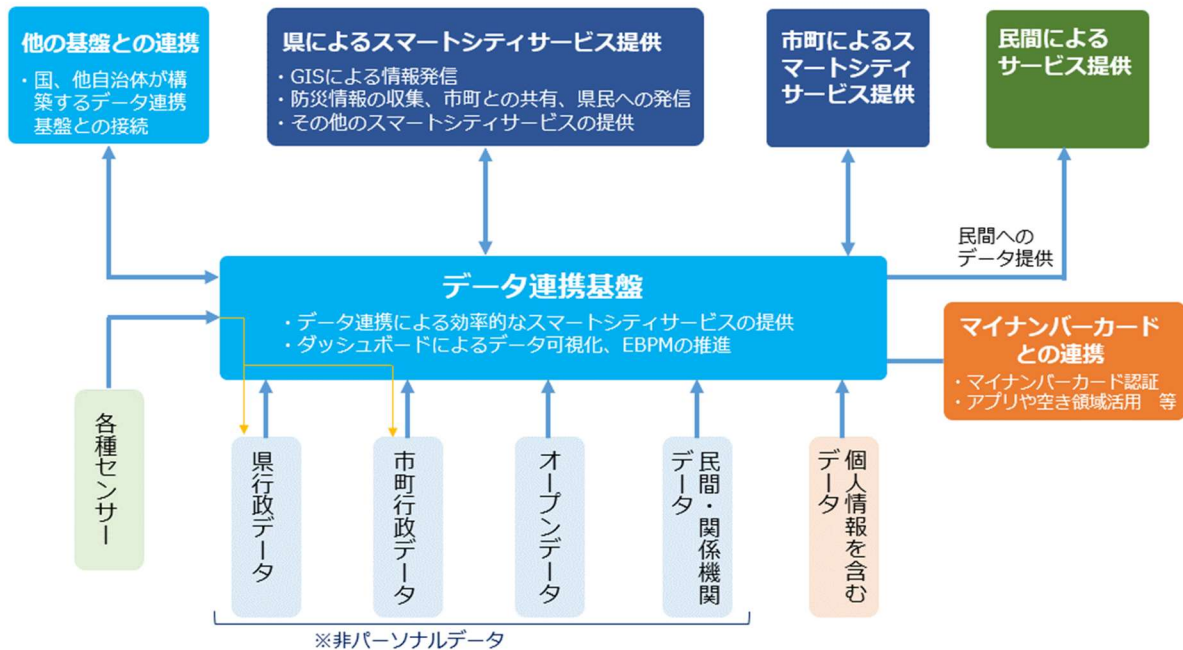 他の基盤との連携
・国、他自治体が構
築するデータ連携
基盤との接続
県によるスマートシティサービス提供
・GISによる情報発信
・防災情報の収集、市町との共有、県民への発信
・その他のスマートシティサービスの提供
市町によるス
マートシティ
サービス提供
民間による
サービス提供
民間への
データ提供
データ連携基盤
・データ連携による効率的なスマートシティサービスの提供
・ダッシュボードによるデータ可視化、EBPMの推進
マイナンバーカード
との連携
・マイナンバーカード認証
・アプリや空き領域活用 等
各種センサー
県行政データ
市町行政データ
オープンデータ
民間・関係機関
データ
個人情報を含む
データ
※非パーソナルデータ